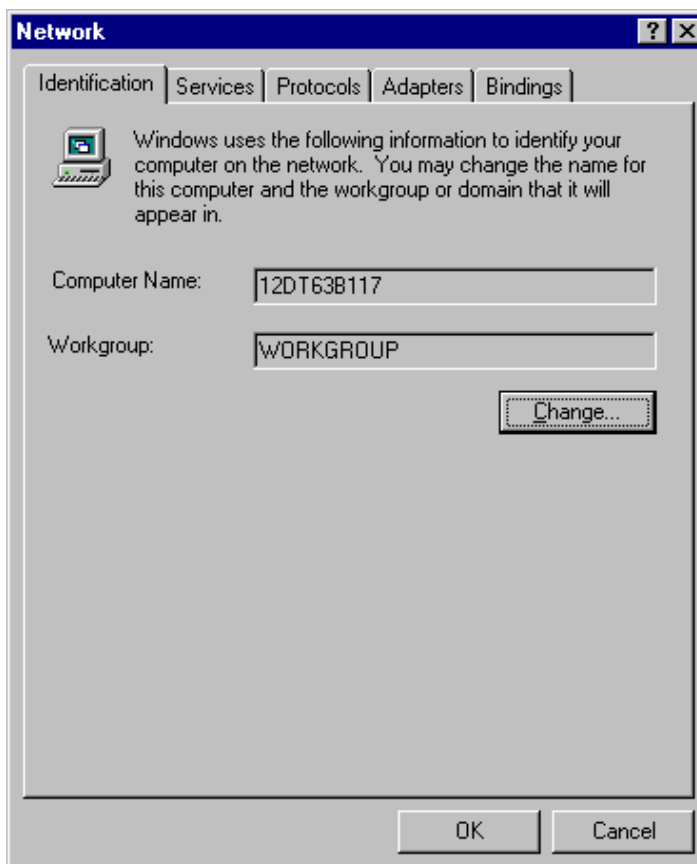 Network
Identification Services Protocols Adapters Bindings
Windows uses the following information to identify your
computer on the network. You may change the name for
this computer and the workgroup or domain that it will
appear in.
Computer Name: 12DT63B117
Workgroup: WORKGROUP
Change...
OK Cancel